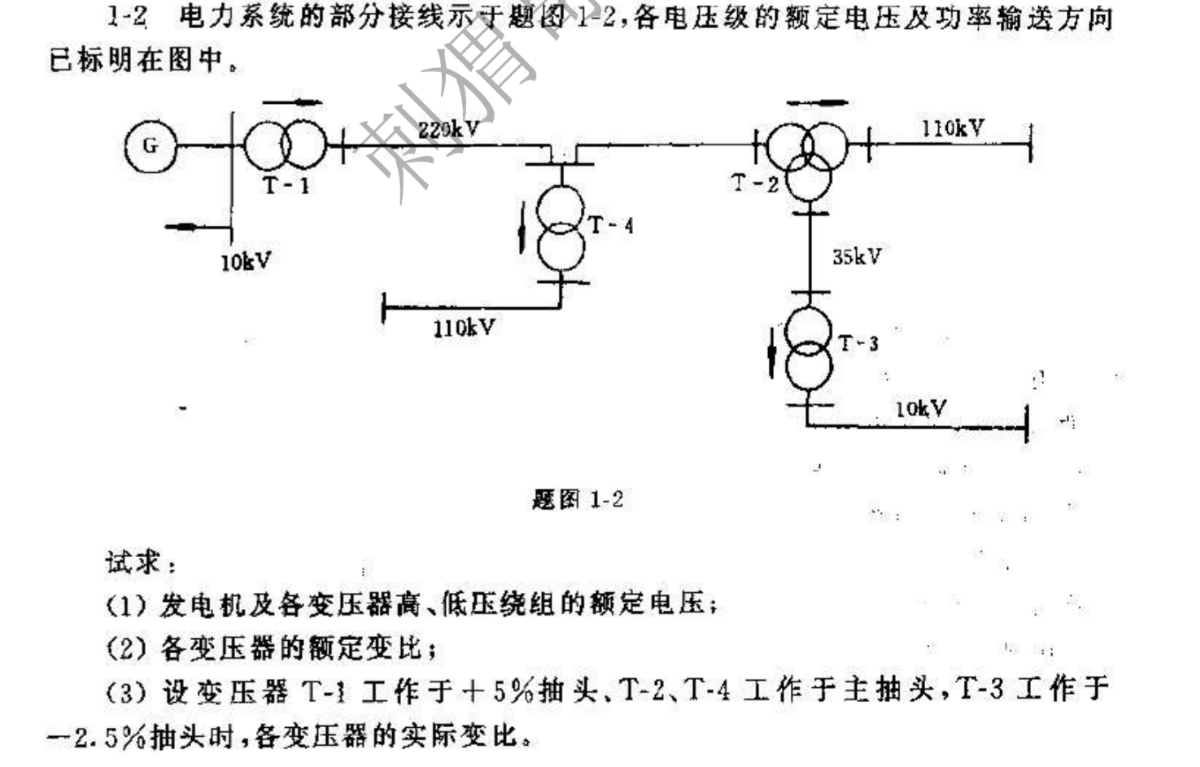 1-2 电力系统的部分接线示于题图1-2,各电压级的额定电压及功率输送方向
已标明在图中。
刺猬
220kV
110kV
G
T-1
T-2
T-4
10kV
35kV
110kV
T-3
10kV
题图 1-2
试求:
(1) 发电机及各变压器高、低压绕组的额定电压;
(2) 各变压器的额定变比;
(3) 设变压器 T-1 工作于+5%抽头、T-2、T-4 工作于主抽头,T-3 工作于
-2.5%抽头时,各变压器的实际变比。